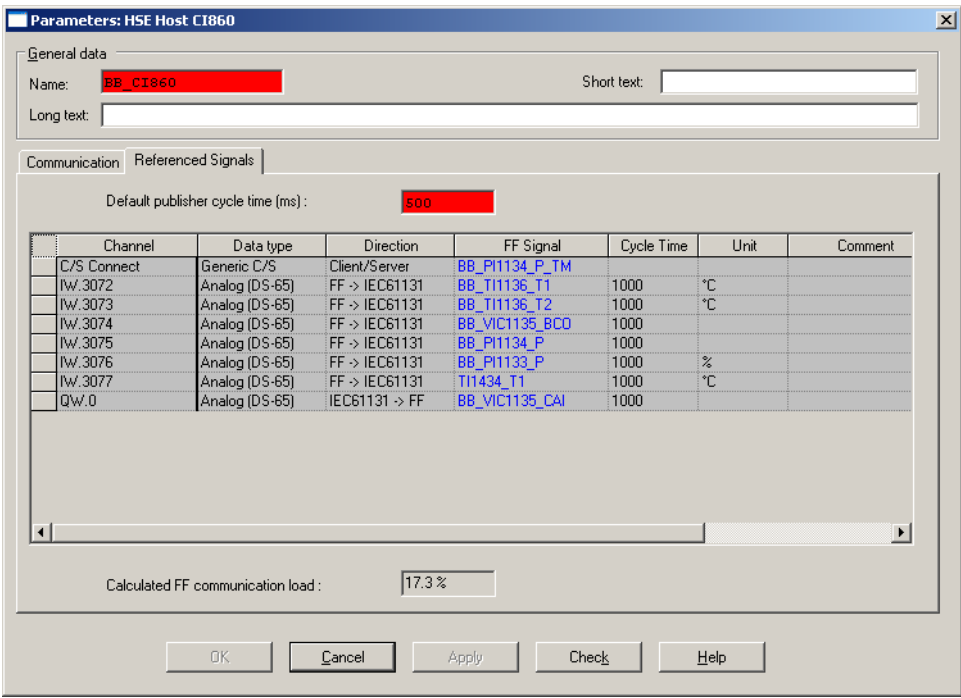 Parameters: HSE Host CI860
General data
Name: BB_CI860 Short text:
Long text:
Communication Referenced Signals
Default publisher cycle time (ms) : 500
Channel Data type Direction FF Signal Cycle Time Unit Comment
C/S Connect Generic C/S Client/Server BB_PI1134_P_TM
IW.3072 Analog (DS-65) FF -> IEC61131 BB_TI1136_T1 1000 °C
IW.3073 Analog (DS-65) FF -> IEC61131 BB_TI1136_T2 1000 °C
IW.3074 Analog (DS-65) FF -> IEC61131 BB_VIC1135_BCO 1000
IW.3075 Analog (DS-65) FF -> IEC61131 BB_PI1134_P 1000
IW.3076 Analog (DS-65) FF -> IEC61131 BB_PI1133_P 1000 %
IW.3077 Analog (DS-65) FF -> IEC61131 TI1434_T1 1000 °C
QW.0 Analog (DS-65) IEC61131 -> FF BB_VIC1135_CAI 1000
Calculated FF communication load : 17.3 %
OK Cancel Apply Check Help